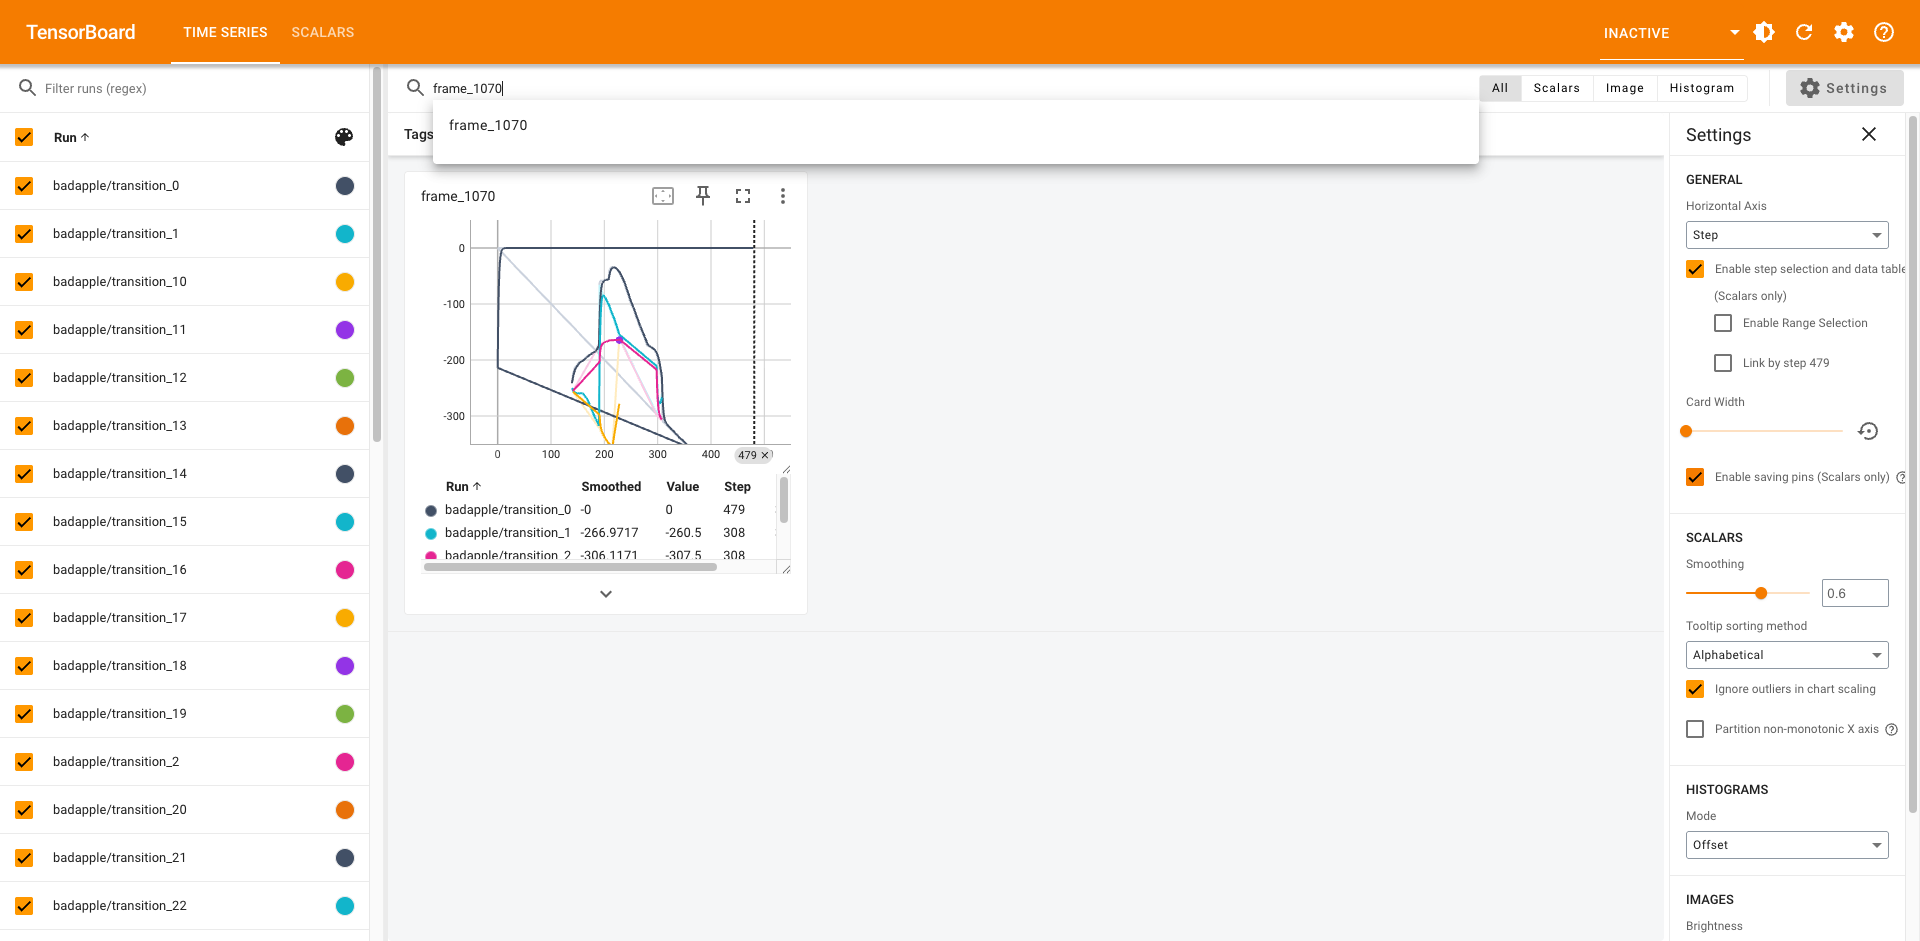 TensorBoard
TIME SERIES
SCALARS
INACTIVE
Filter runs (regex)
frame_1070
All
Scalars
Image
Histogram
Settings
frame_1070
Run
Tags
Settings
badapple/transition_0
badapple/transition_1
badapple/transition_10
badapple/transition_11
badapple/transition_12
badapple/transition_13
badapple/transition_14
badapple/transition_15
badapple/transition_16
badapple/transition_17
badapple/transition_18
badapple/transition_19
badapple/transition_2
badapple/transition_20
badapple/transition_21
badapple/transition_22
frame_1070
0
-100
-200
-300
0 100 200 300 400 479
Run Smoothed Value Step
badapple/transition_0 -0 0 479
badapple/transition_1 -266.9717 -260.5 308
badapple/transition_2 -306.1171 -307.5 308
GENERAL
Horizontal Axis
Step
Enable step selection and data table
(Scalars only)
Enable Range Selection
Link by step 479
Card Width
Enable saving pins (Scalars only)
SCALARS
Smoothing
0.6
Tooltip sorting method
Alphabetical
Ignore outliers in chart scaling
Partition non-monotonic X axis
HISTOGRAMS
Mode
Offset
IMAGES
Brightness